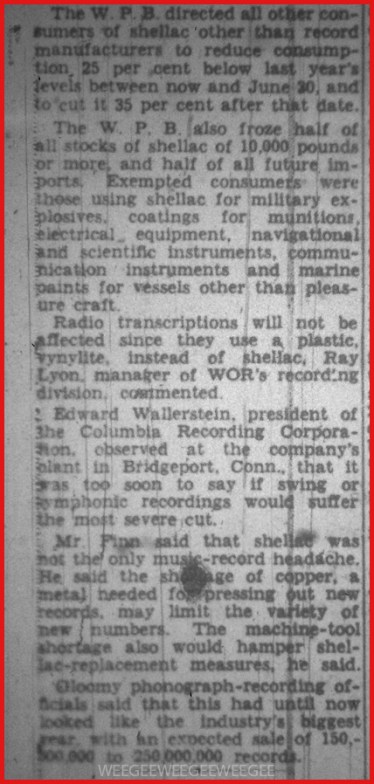 The W. P. B. directed all other con-
sumers of shellac other than record
manufacturers to reduce consump-
tion 25 per cent below last year's
levels between now and June 30, and
to cut it 35 per cent after that date.
The W. P. B. also froze half of
all stocks of shellac of 10,000 pounds
or more, and half of all future im-
ports. Exempted consumers were
those using shellac for military ex-
plosives, coatings for munitions,
electrical equipment, navigational
and scientific instruments, commu-
nication instruments and marine
paints for vessels other than pleas-
ure craft.
Radio transcriptions will not be
affected since they use a plastic,
vynylite, instead of shellac, Ray
Lyon, manager of WOR's recording
division, commented.
Edward Wallerstein, president of
the Columbia Recording Corpora-
tion, observed at the company's
plant in Bridgeport, Conn., that it
was too soon to say if swing or
symphonic recordings would suffer
the most severe cut.
Mr. Finn said that shellac was
not the only music-record headache.
He said the shortage of copper, a
metal needed for pressing out new
records, may limit the variety of
new numbers. The machine-tool
shortage also would hamper shel-
lac-replacement measures, he said.
Gloomy phonograph-recording of-
ficials said that this had until now
looked like the industry's biggest
year, with an expected sale of 150,-
000,000 to 250,000,000 records.
WEEGEEWEEGEEWEEGEE